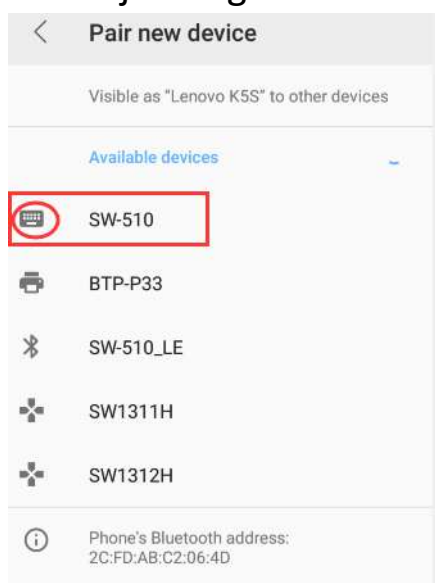 Pair new device
Visible as "Lenovo K5S" to other devices
Available devices
SW-510
BTP-P33
SW-510_LE
SW1311H
SW1312H
Phone's Bluetooth address:
2C:FD:AB:C2:06:4D